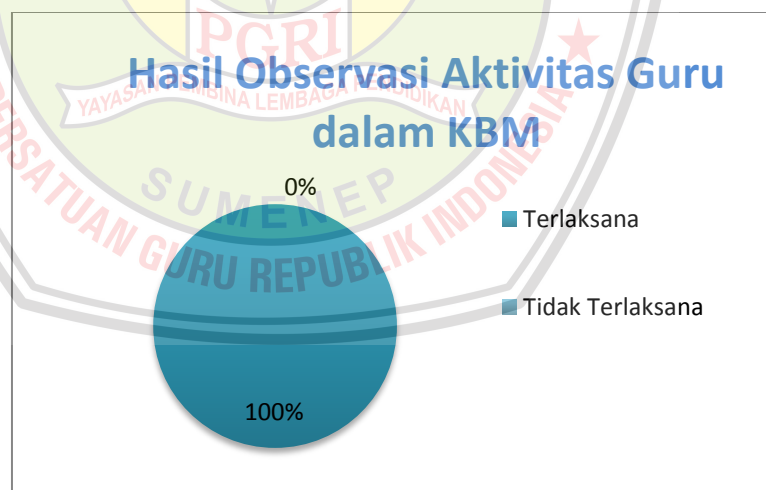 PGRI
Hasil Observasi Aktivitas Guru
YAYASAN PEMBINA LEMBAGA PENDIDIKAN
dalam KBM
SUMENEP
PERSATUAN GURU REPUBLIK INDONESIA
0%
Terlaksana
Tidak Terlaksana
100%